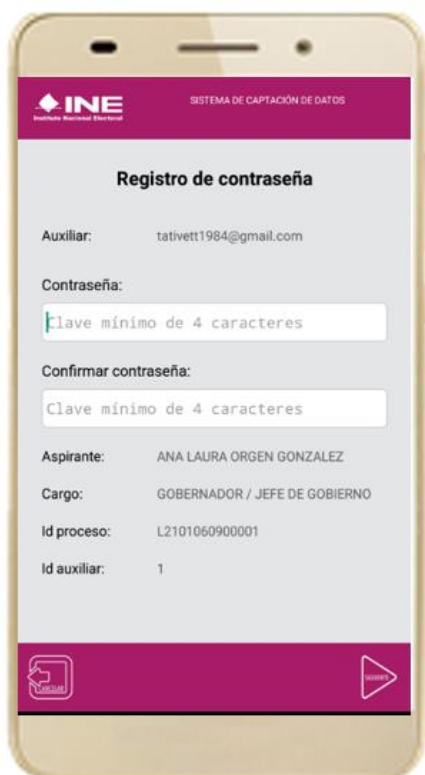 INE
Instituto Nacional Electoral
SISTEMA DE CAPTACIÓN DE DATOS
Registro de contraseña
Auxiliar: tativett1984@gmail.com
Contraseña:
Clave mínimo de 4 caracteres
Confirmar contraseña:
Clave mínimo de 4 caracteres
Aspirante: ANA LAURA ORGEN GONZALEZ
Cargo: GOBERNADOR / JEFE DE GOBIERNO
Id proceso: L2101060900001
Id auxiliar: 1
CANCELAR
SIGUIENTE